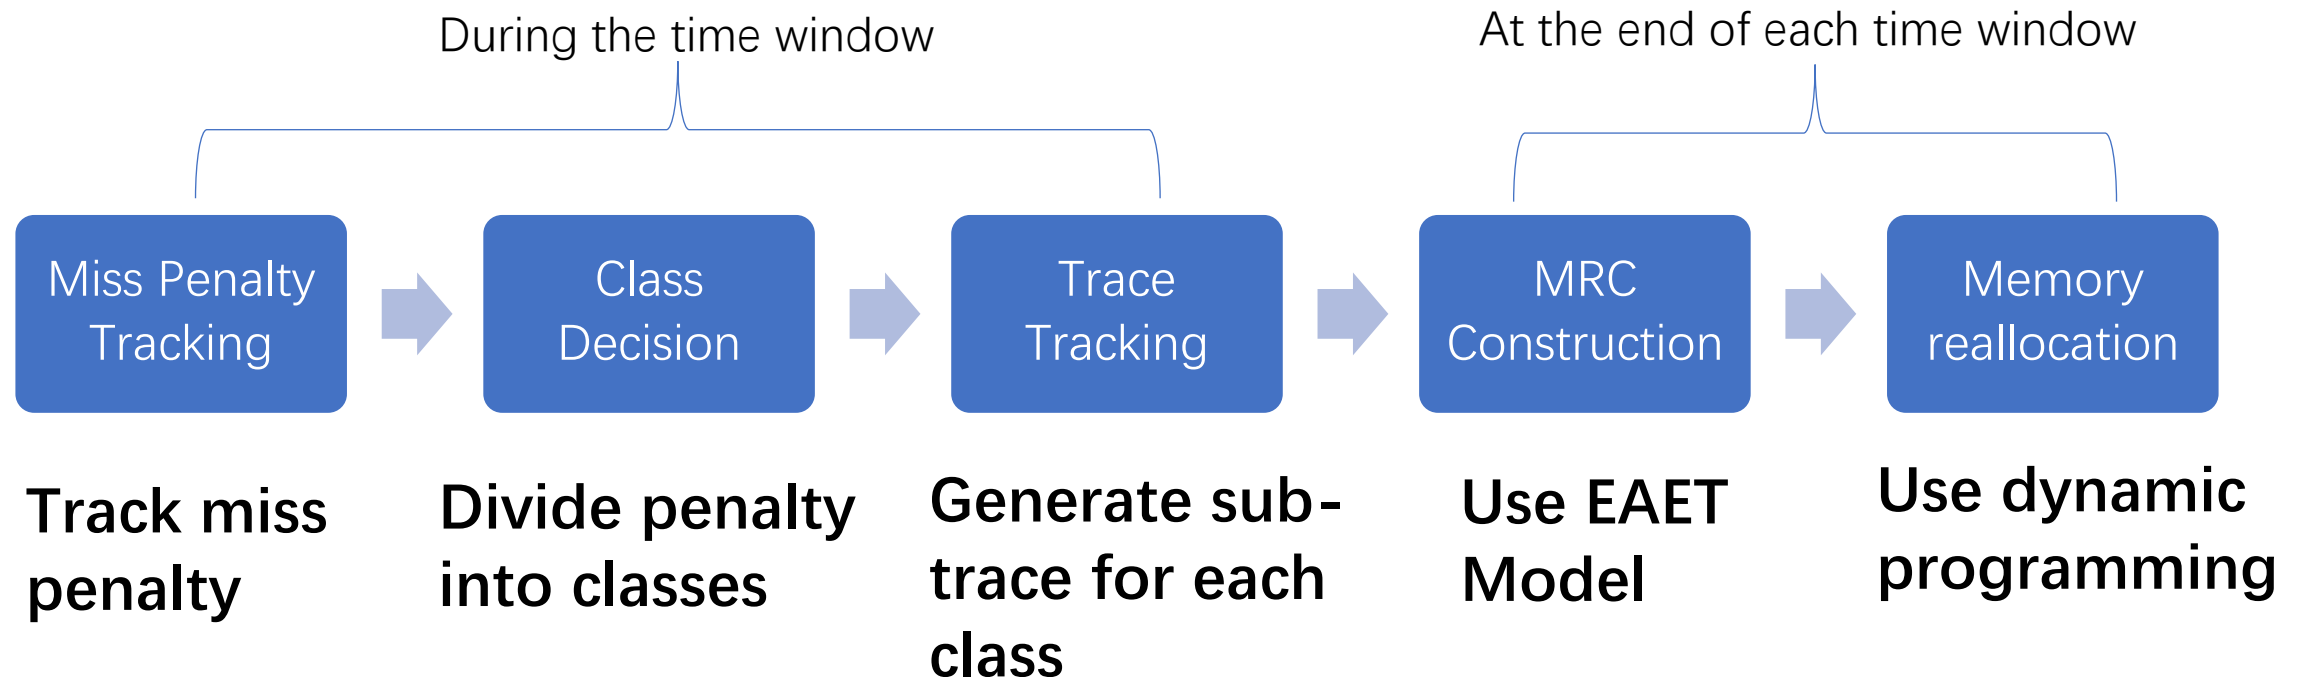 During the time window
At the end of each time window
Miss Penalty
Tracking
Class
Decision
Trace
Tracking
MRC
Construction
Memory
reallocation
Track miss
penalty
Divide penalty
into classes
Generate sub-
trace for each
class
Use EAET
Model
Use dynamic
programming